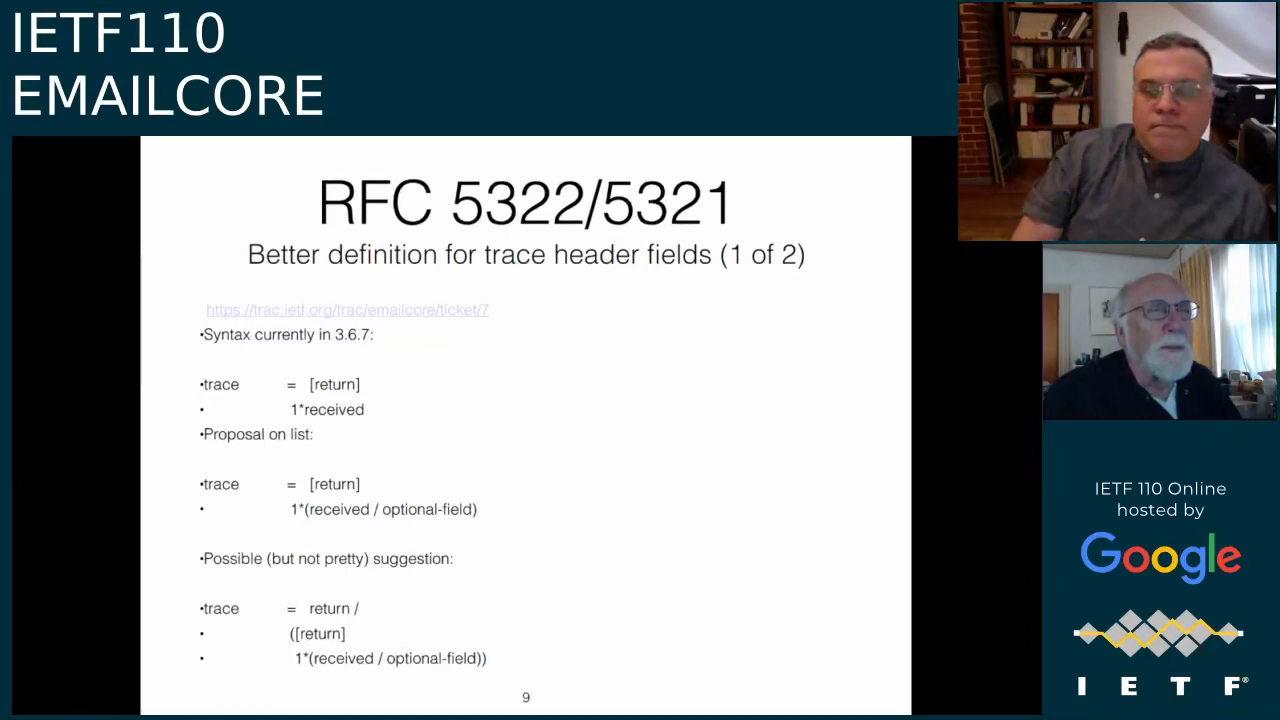 IETF110
EMAILCORE
RFC 5322/5321
Better definition for trace header fields (1 of 2)
https://trac.ietf.org/trac/emailcore/ticket/7
•Syntax currently in 3.6.7:
•trace = [return]
• 1*received
•Proposal on list:
•trace = [return]
• 1*(received / optional-field)
•Possible (but not pretty) suggestion:
•trace = return /
• ([return]
• 1*(received / optional-field))
9
IETF 110 Online
hosted by
Google
I E T F®